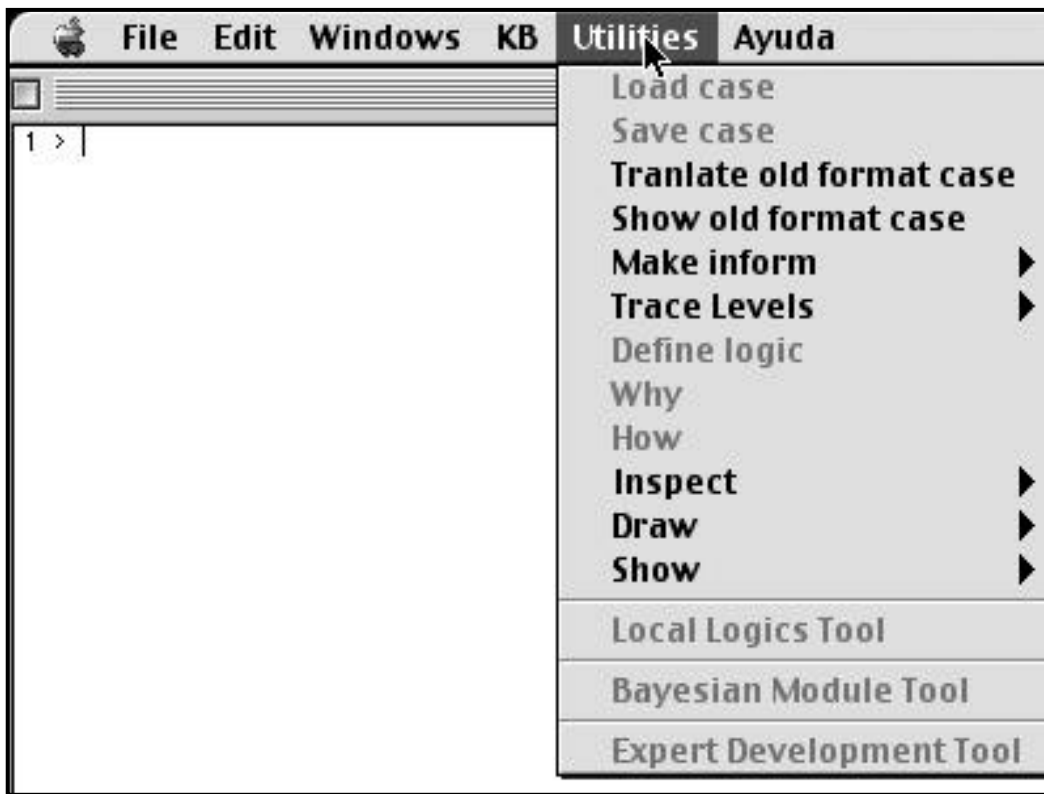 File Edit Windows KB Utilities Ayuda
1 >
Load case
Save case
Tranlate old format case
Show old format case
Make inform
Trace Levels
Define logic
Why
How
Inspect
Draw
Show
Local Logics Tool
Bayesian Module Tool
Expert Development Tool